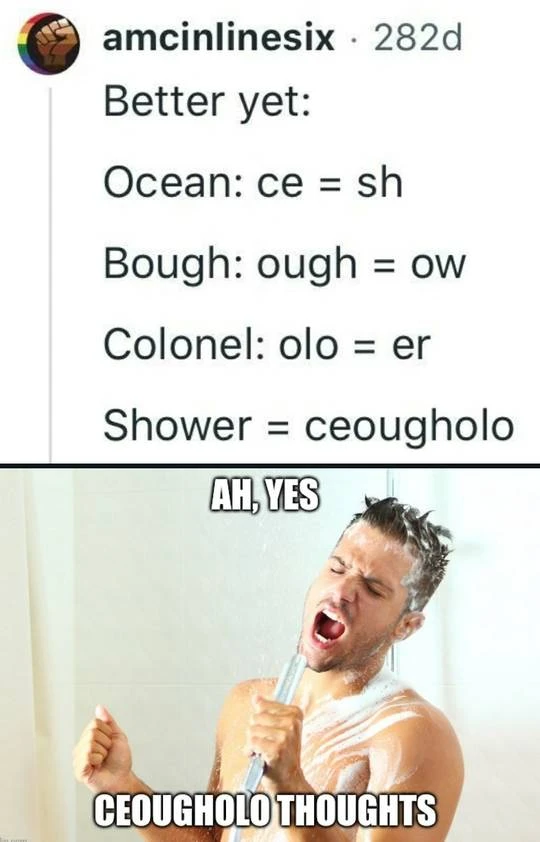 amcinlinesix · 282d
Better yet:
Ocean: ce = sh
Bough: ough = ow
Colonel: olo = er
Shower = ceougholo
AH, YES
CEOUGHOLO THOUGHTS